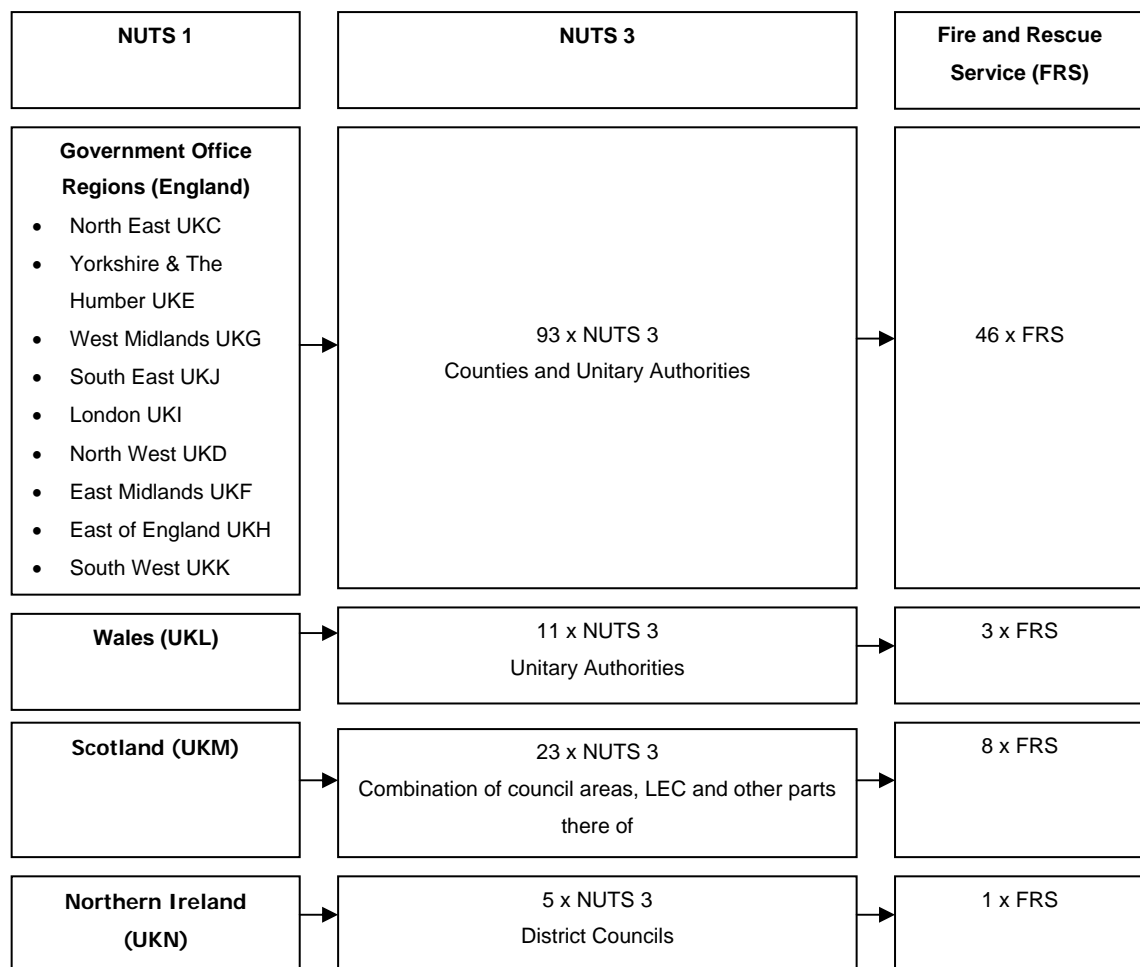 NUTS 1
NUTS 3
Fire and Rescue
Service (FRS)
Government Office
Regions (England)
• North East UKC
• Yorkshire & The
Humber UKE
• West Midlands UKG
• South East UKJ
• London UKI
• North West UKD
• East Midlands UKF
• East of England UKH
• South West UKK
93 x NUTS 3
Counties and Unitary Authorities
46 x FRS
Wales (UKL)
11 x NUTS 3
Unitary Authorities
3 x FRS
Scotland (UKM)
23 x NUTS 3
Combination of council areas, LEC and other parts
there of
8 x FRS
Northern Ireland
(UKN)
5 x NUTS 3
District Councils
1 x FRS